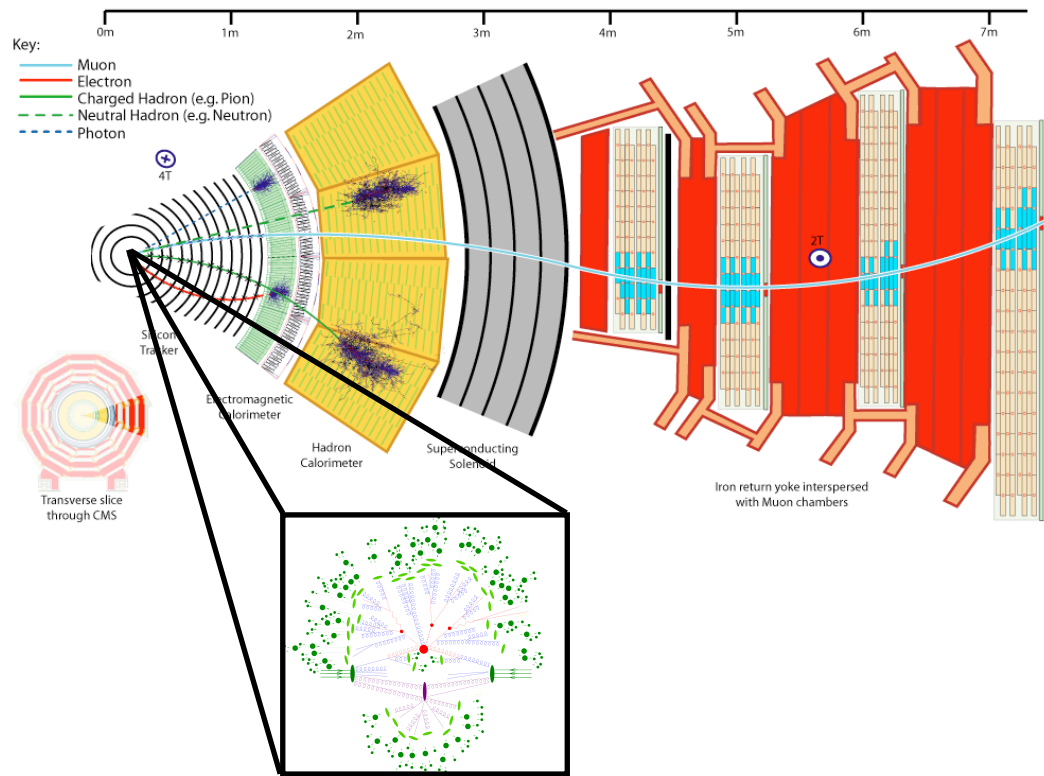 0m 1m 2m 3m 4m 5m 6m 7m
Key:
Muon
Electron
Charged Hadron (e.g. Pion)
Neutral Hadron (e.g. Neutron)
Photon
4T
2T
Silicon
Tracker
Electromagnetic
Calorimeter
Hadron
Calorimeter
Superconducting
Solenoid
Iron return yoke interspersed
with Muon chambers
Transverse slice
through CMS